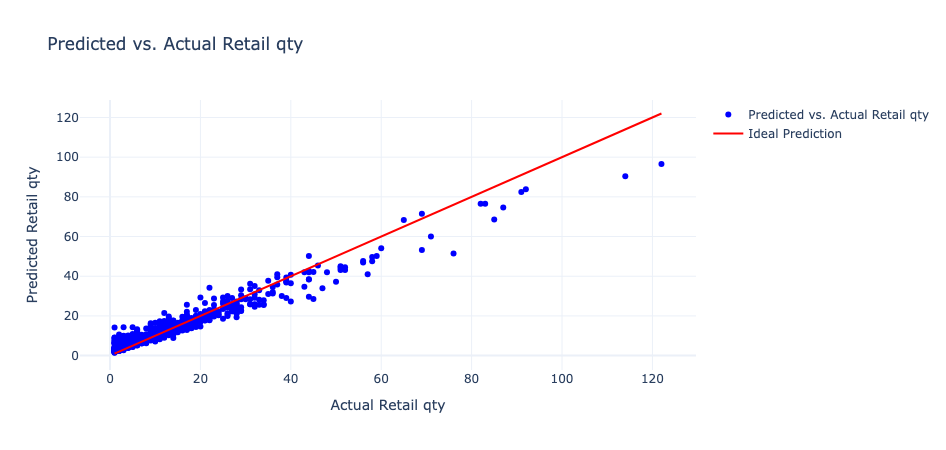 Predicted vs. Actual Retail qty
Predicted vs. Actual Retail qty
Ideal Prediction
120
100
80
60
40
20
0
Predicted Retail qty
0 20 40 60 80 100 120
Actual Retail qty